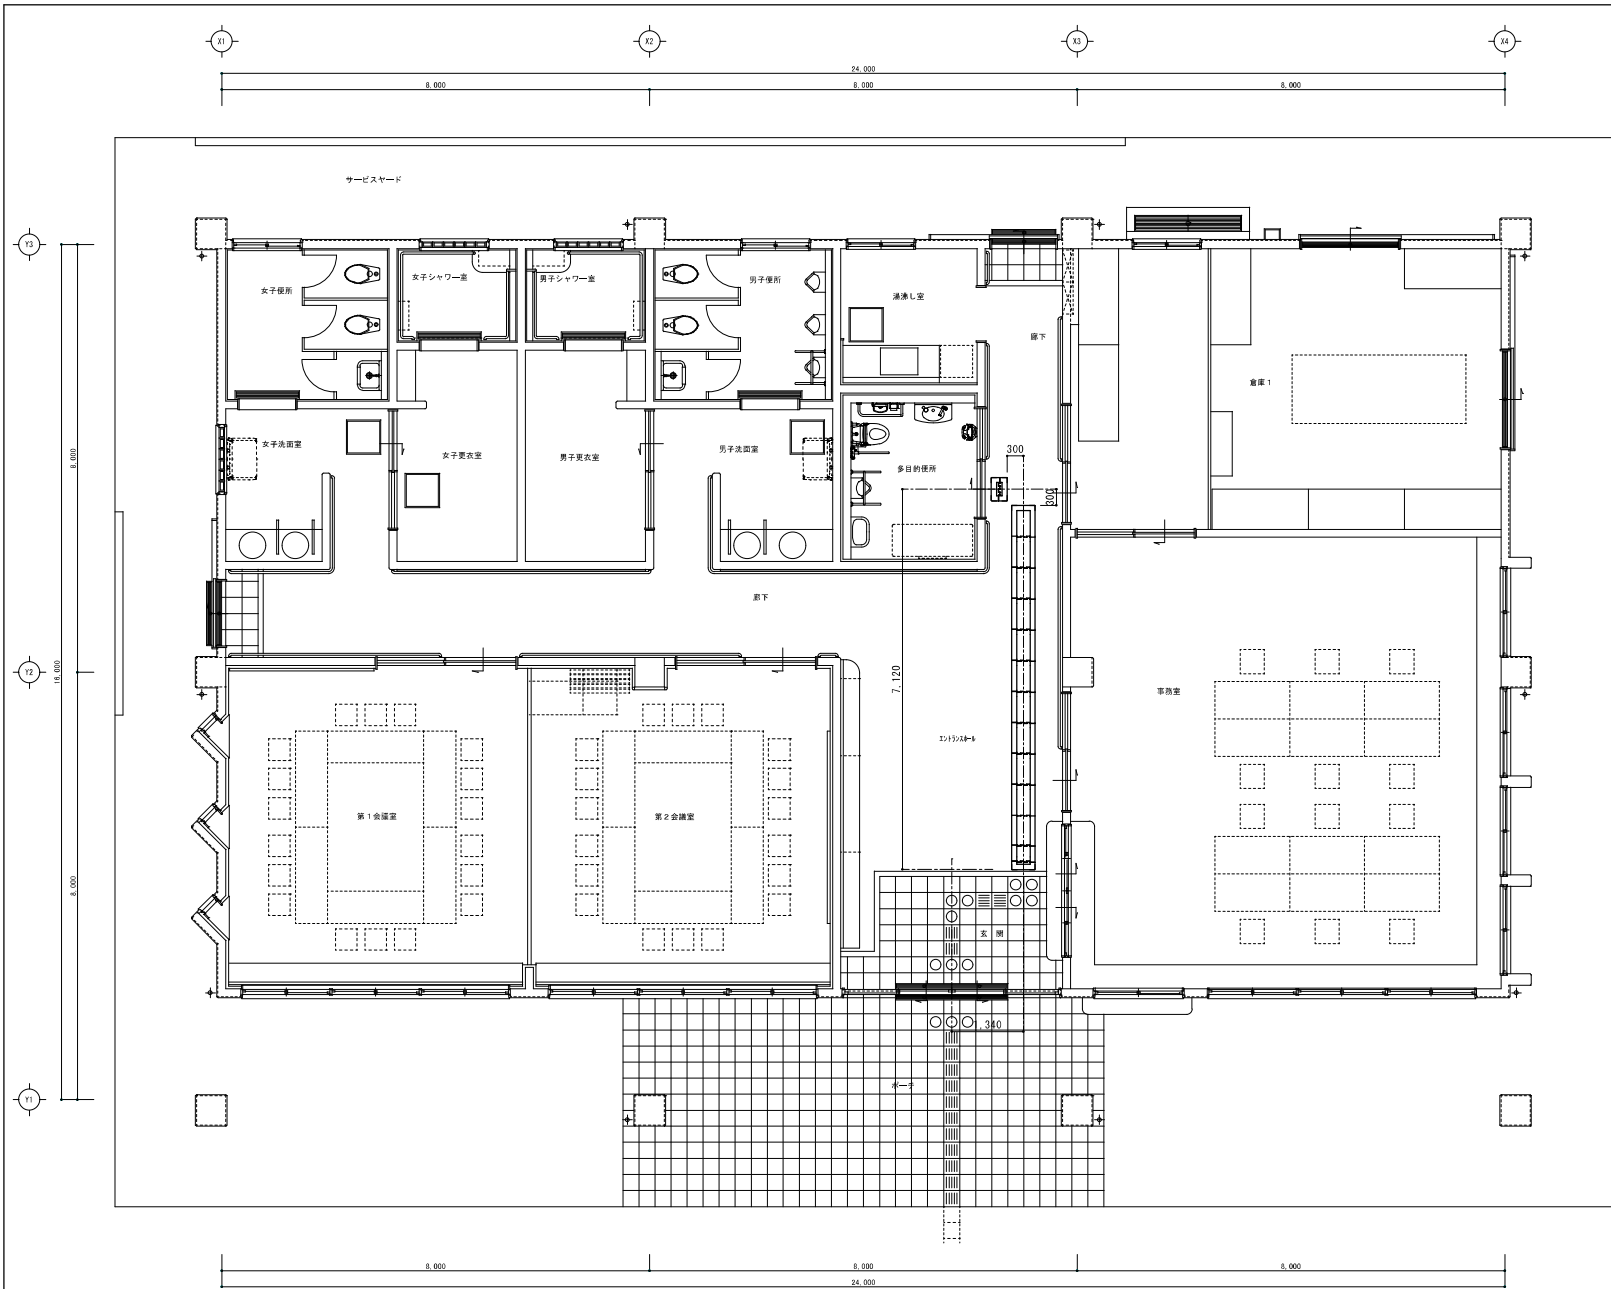 X1
X2
X3
X4
24,000
8,000
8,000
8,000
サービスヤード
Y3
女子便所
女子シャワー室
男子シャワー室
男子便所
湯沸し室
廊下
倉庫1
女子洗面室
女子更衣室
男子更衣室
男子洗面室
多目的便所
300
300
8,000
廊下
Y2
16,000
7,120
事務室
エントランスホール
第1会議室
第2会議室
8,000
玄関
1,340
ポーチ
Y1
8,000
8,000
8,000
24,000